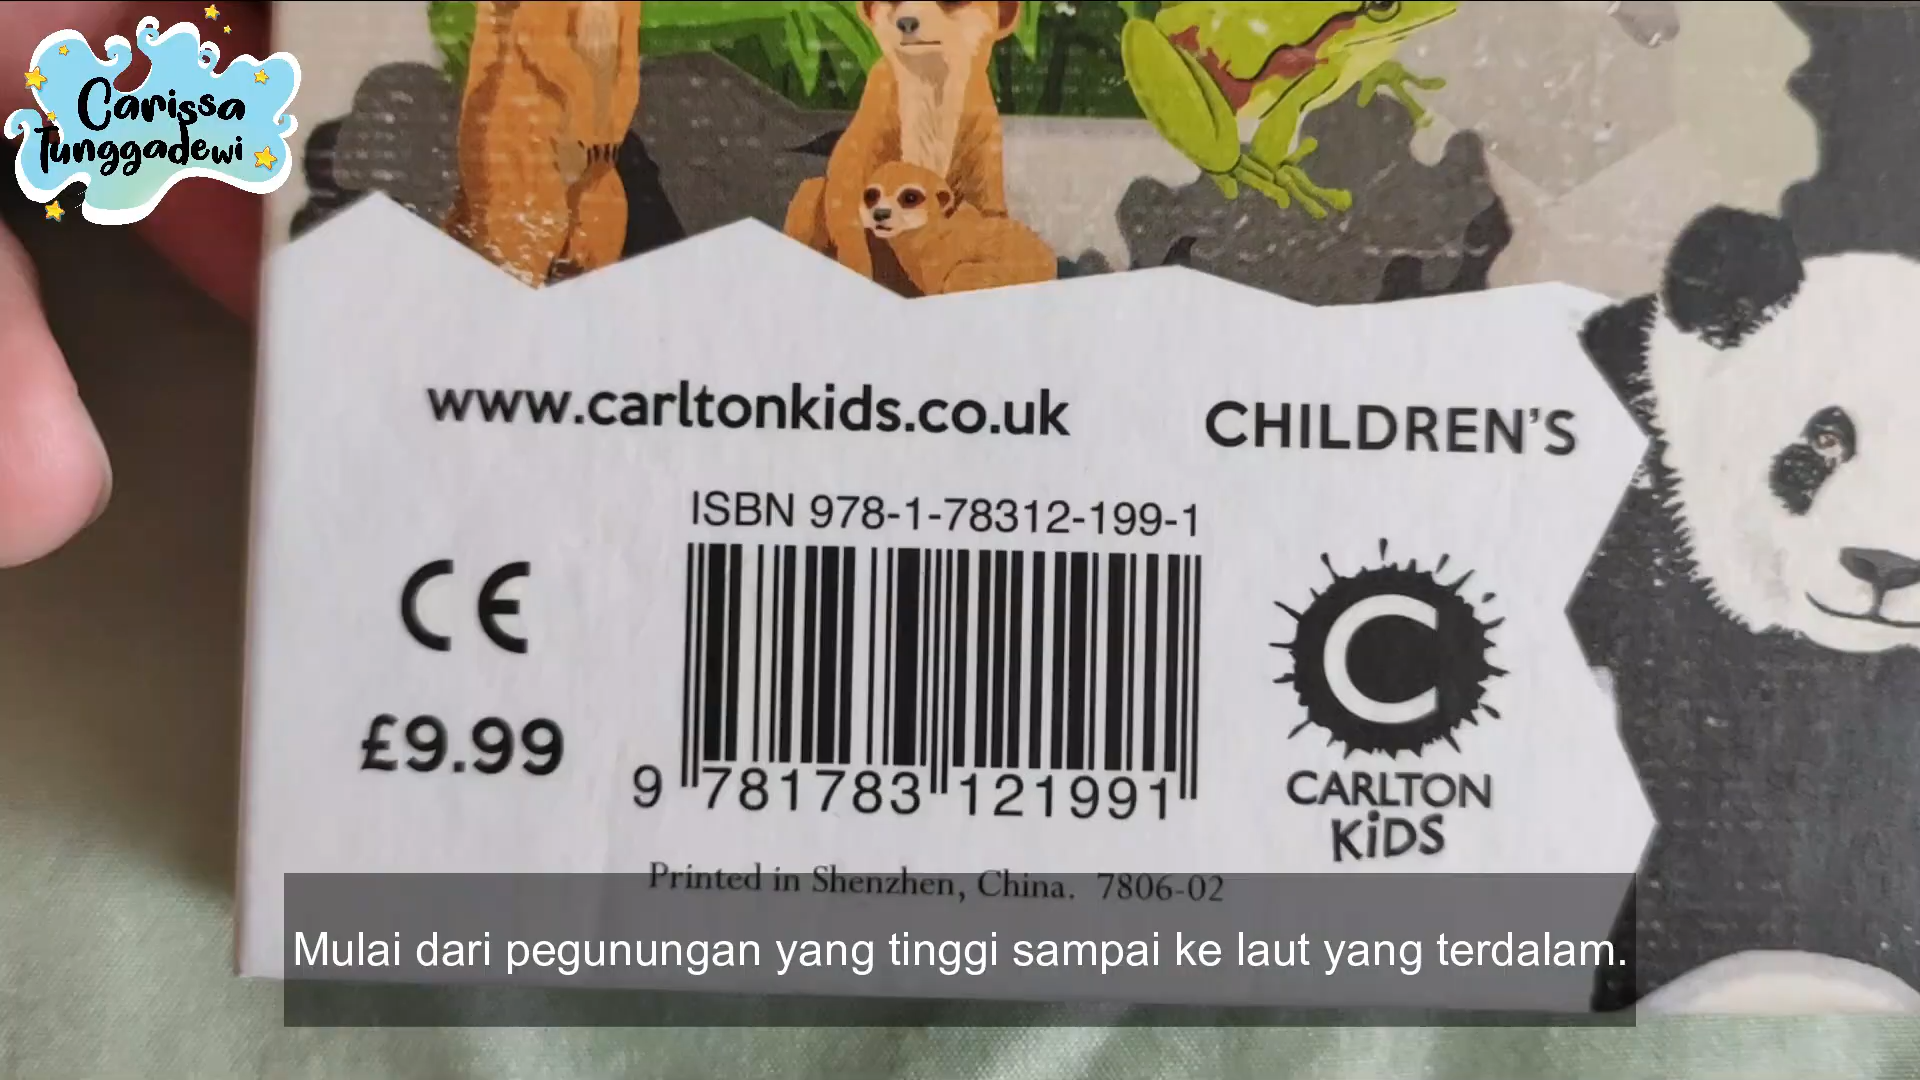 Carissa
Tunggadewi
www.carltonkids.co.uk
CHILDREN'S
ISBN 978-1-78312-199-1
CE
£9.99
9 781783 121991
C
CARLTON
KiDS
Printed in Shenzhen, China. 7806-02
Mulai dari pegunungan yang tinggi sampai ke laut yang terdalam.